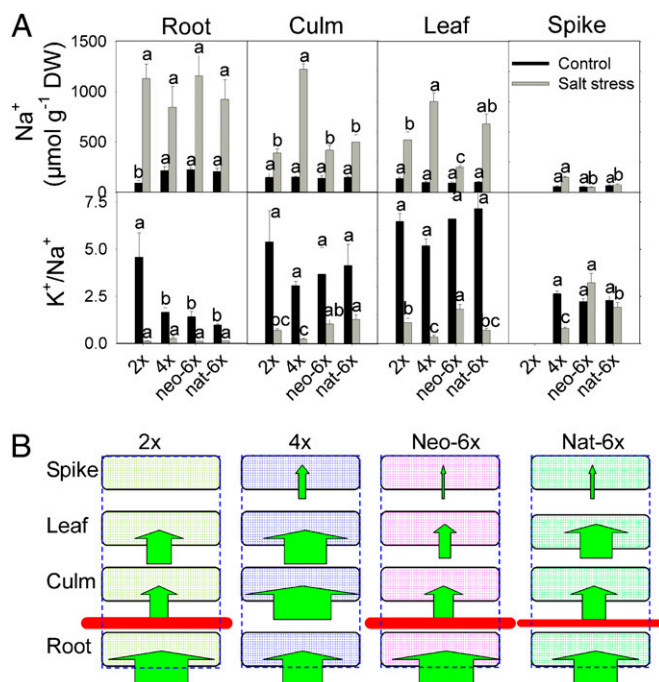 A
Root Culm Leaf Spike
Na+
(μmol g-1 DW)
1500
1000
500
0
Control
Salt stress
a a a a
b a a a
b a b b
a a a a
b a c ab
a a a a
a ab ab
a a a
K+/Na+
7.5
5.0
2.5
0.0
a b b b
a a a a
a a a a
bc c ab a
a a a a
b c a bc
a a a
c a b
2x 4x neo-6x nat-6x
2x 4x neo-6x nat-6x
2x 4x neo-6x nat-6x
2x 4x neo-6x nat-6x
B
2x 4x Neo-6x Nat-6x
Spike
Leaf
Culm
Root